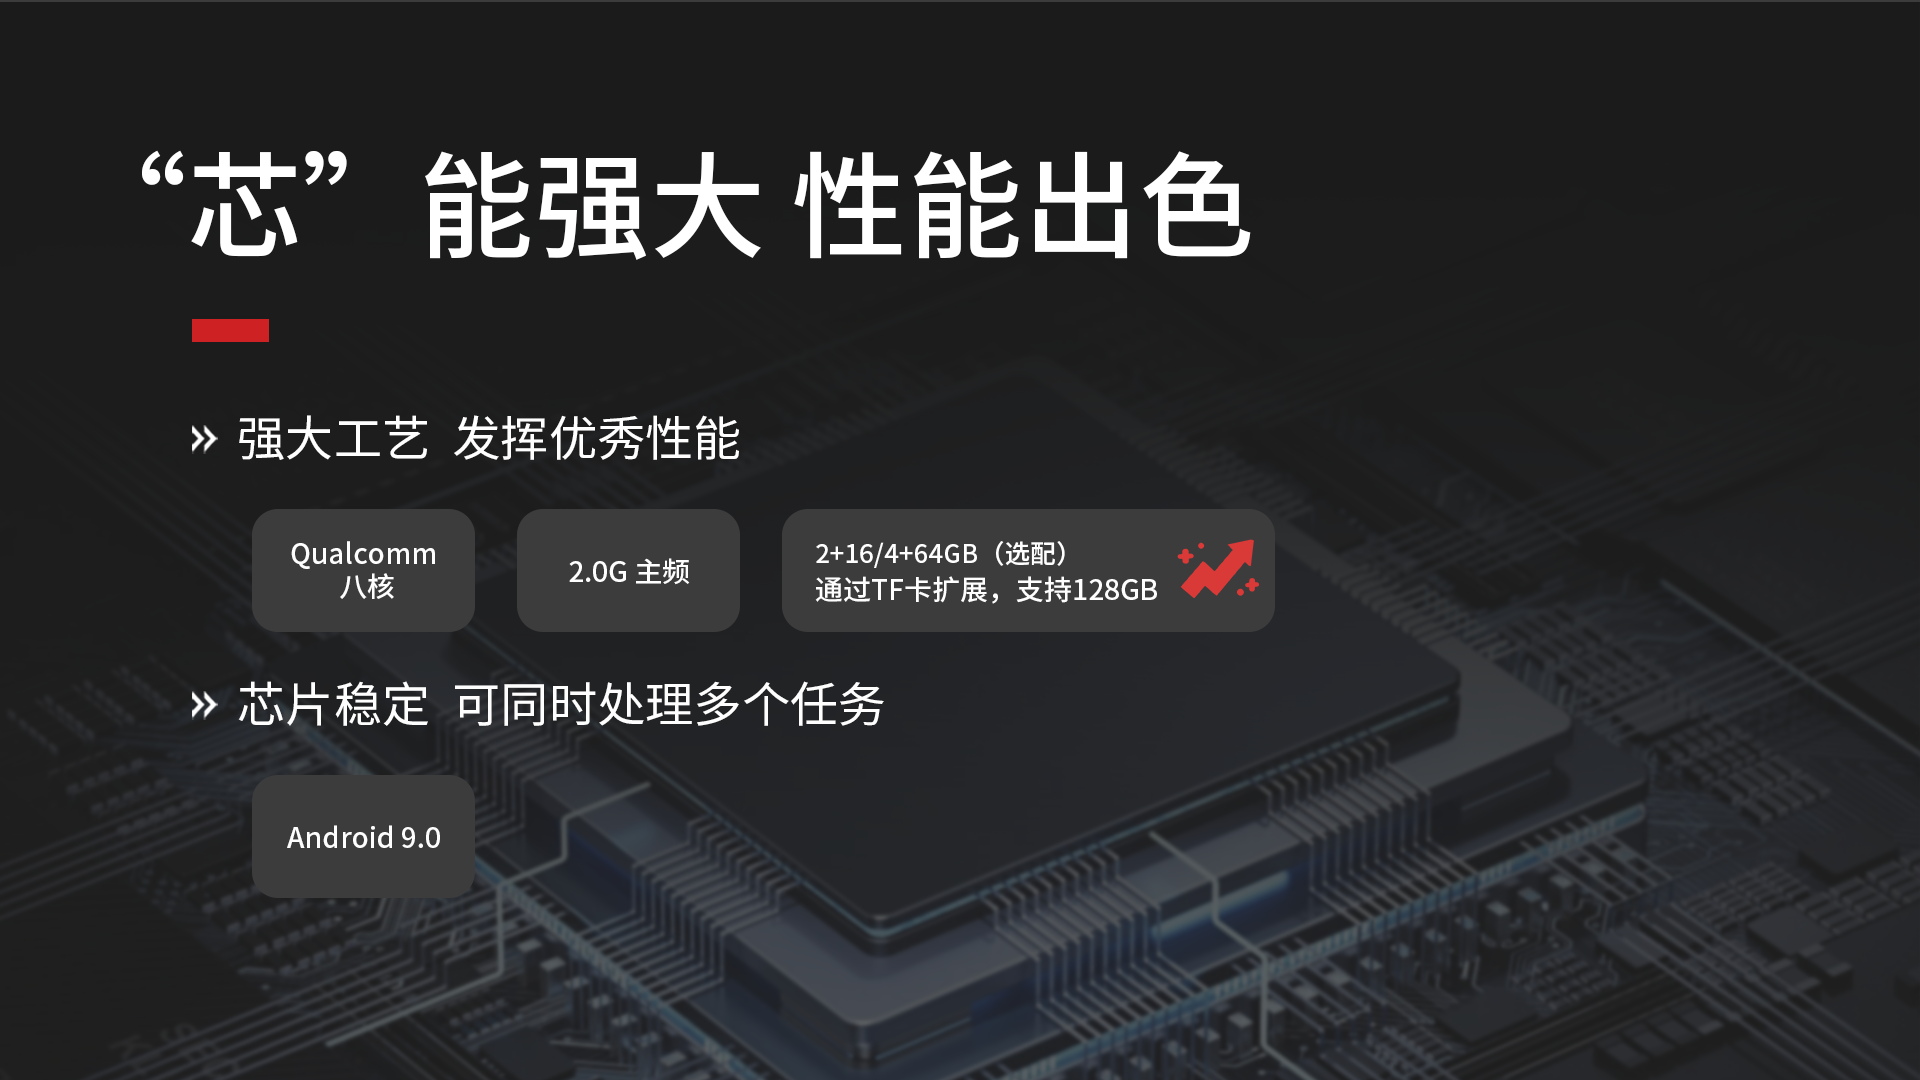 “芯” 能强大 性能出色
强大工艺 发挥优秀性能
Qualcomm
八核
2.0G 主频
2+16/4+64GB（选配）
通过TF卡扩展，支持128GB
芯片稳定 可同时处理多个任务
Android 9.0